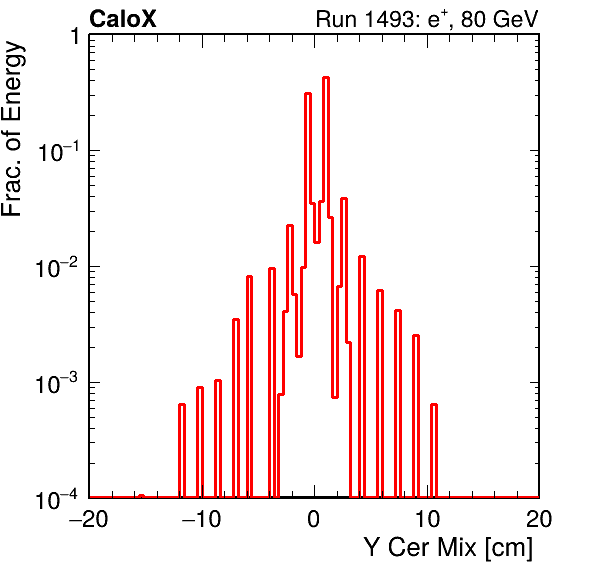 CaloX Run 1493: e⁺, 80 GeV
Frac. of Energy
1
10⁻¹
10⁻²
10⁻³
10⁻⁴
−20 −10 0 10 20
Y Cer Mix [cm]